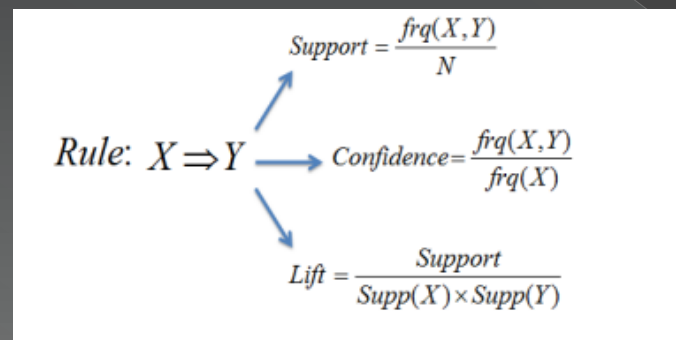 Support = frq(X,Y) / N
Rule: X ⇒ Y
Confidence= frq(X,Y) / frq(X)
Lift = Support / Supp(X)×Supp(Y)